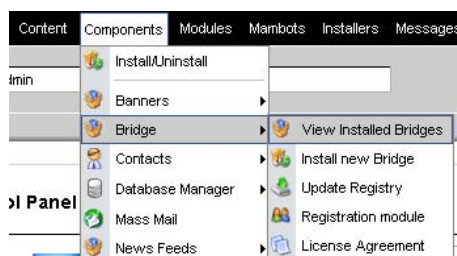 Content Components Modules Mambots Installers Messages
Install/Uninstall
dmin
Banners
Bridge
View Installed Bridges
Contacts
Install new Bridge
Database Manager
Update Registry
ol Panel
Mass Mail
Registration module
News Feeds
License Agreement